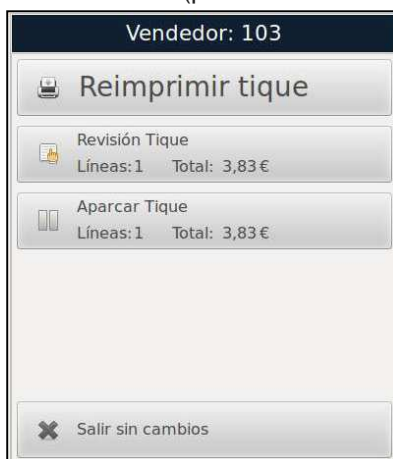 (p
Vendedor: 103
Reimprimir tique
Revisión Tique
Líneas:1 Total: 3,83 €
Aparcar Tique
Líneas:1 Total: 3,83 €
Salir sin cambios